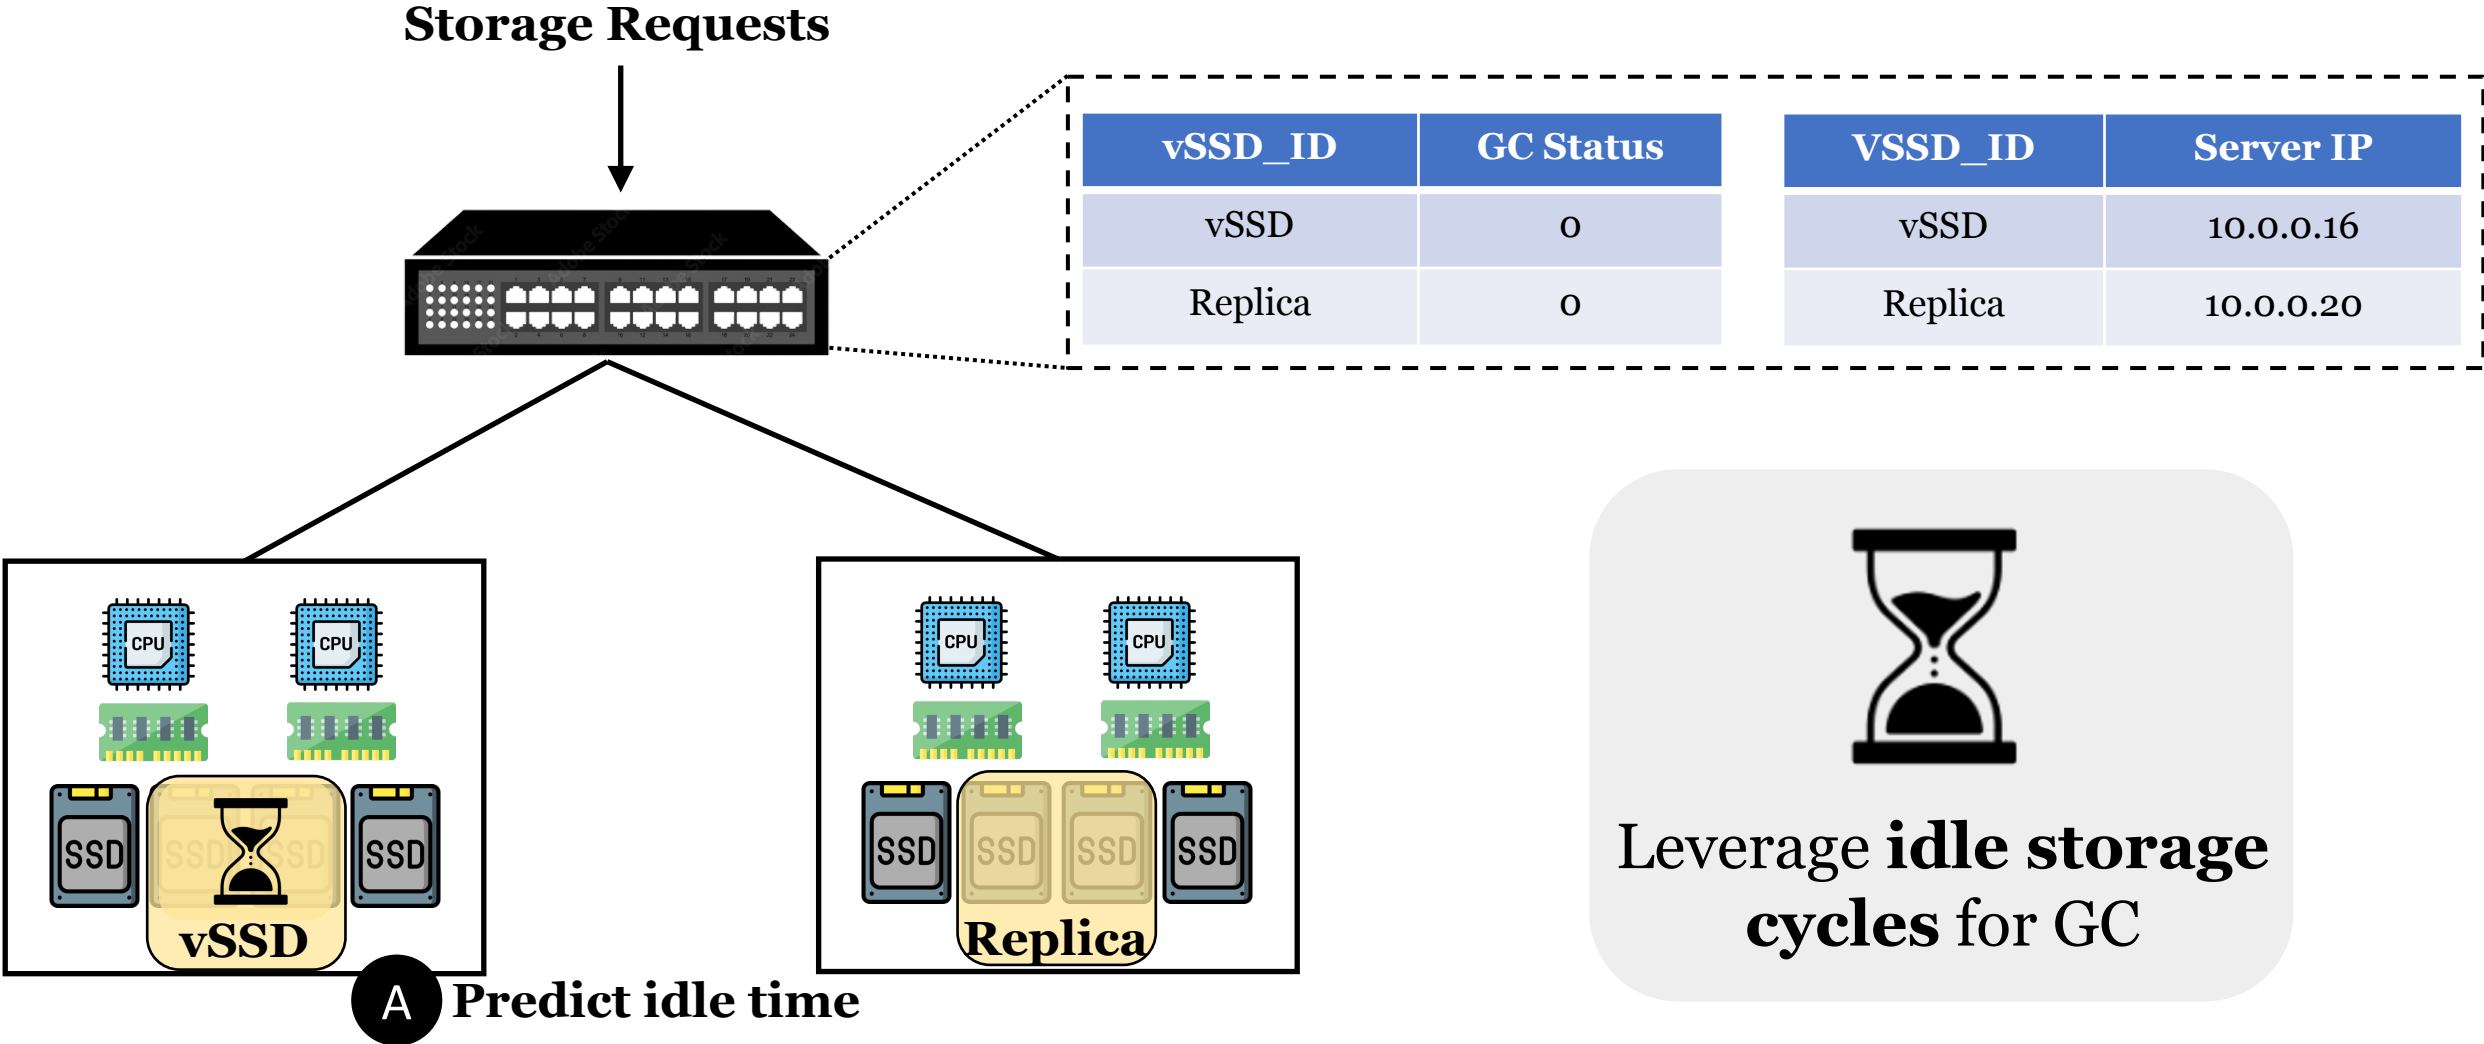 Storage Requests
vSSD_ID GC Status
vSSD 0
Replica 0
VSSD_ID Server IP
vSSD 10.0.0.16
Replica 10.0.0.20
CPU CPU
SSD SSD SSD SSD
vSSD
CPU CPU
SSD SSD SSD SSD
Replica
A Predict idle time
Leverage idle storage
cycles for GC